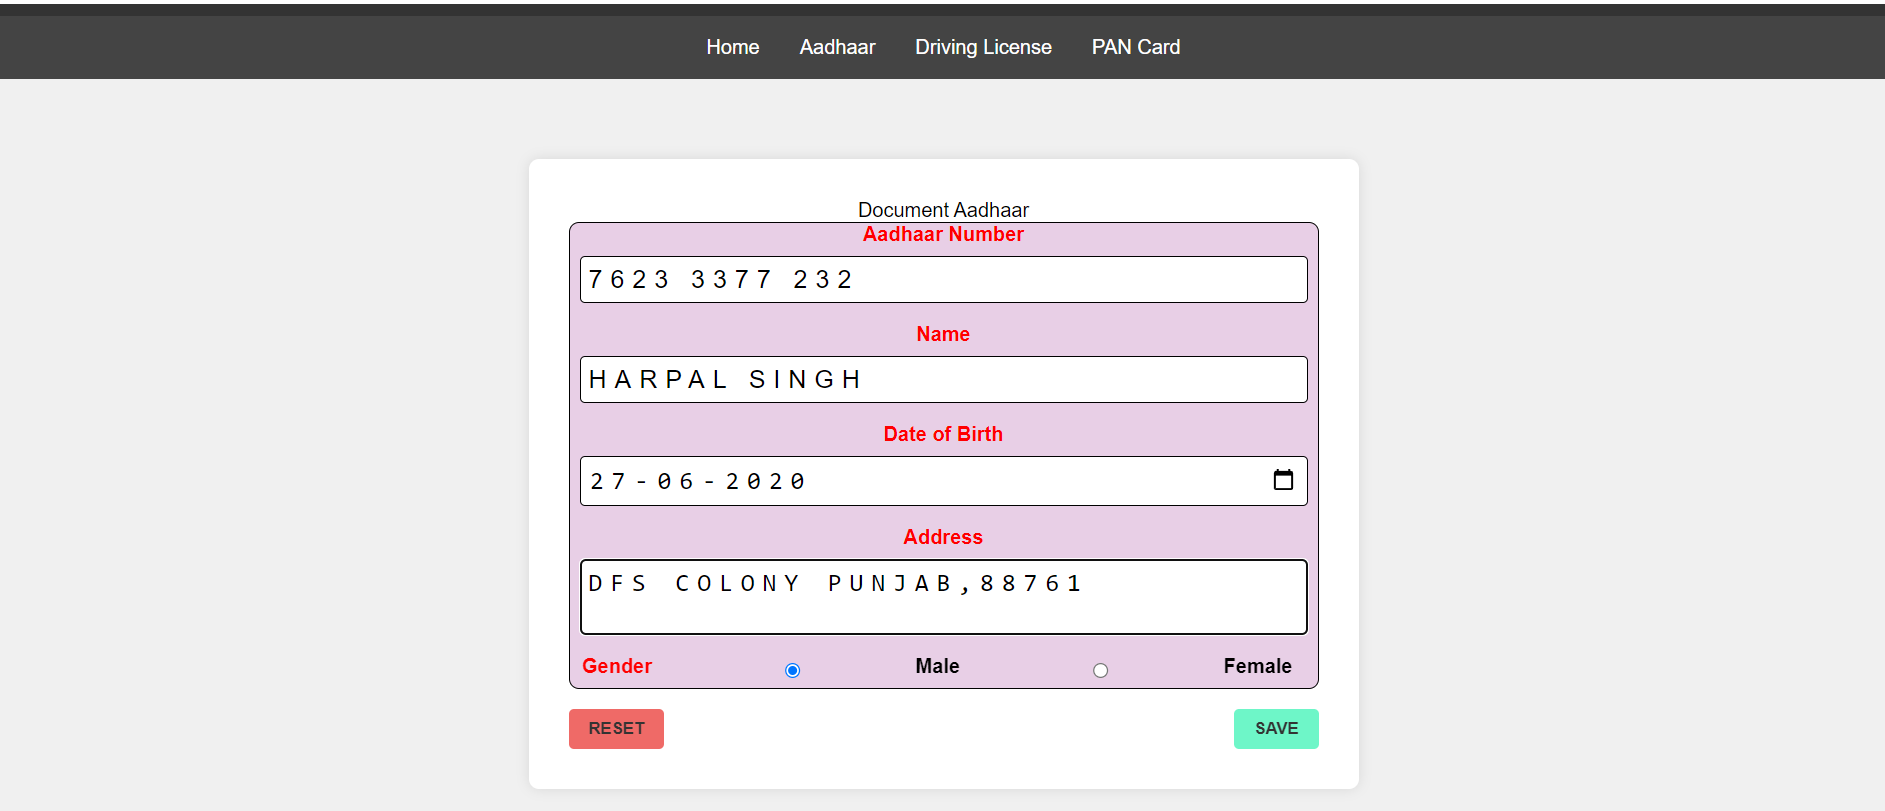 Home Aadhaar Driving License PAN Card
Document Aadhaar
Aadhaar Number
7623 3377 232
Name
HARPAL SINGH
Date of Birth
27-06-2020
Address
DFS COLONY PUNJAB,88761
Gender Male Female
RESET SAVE